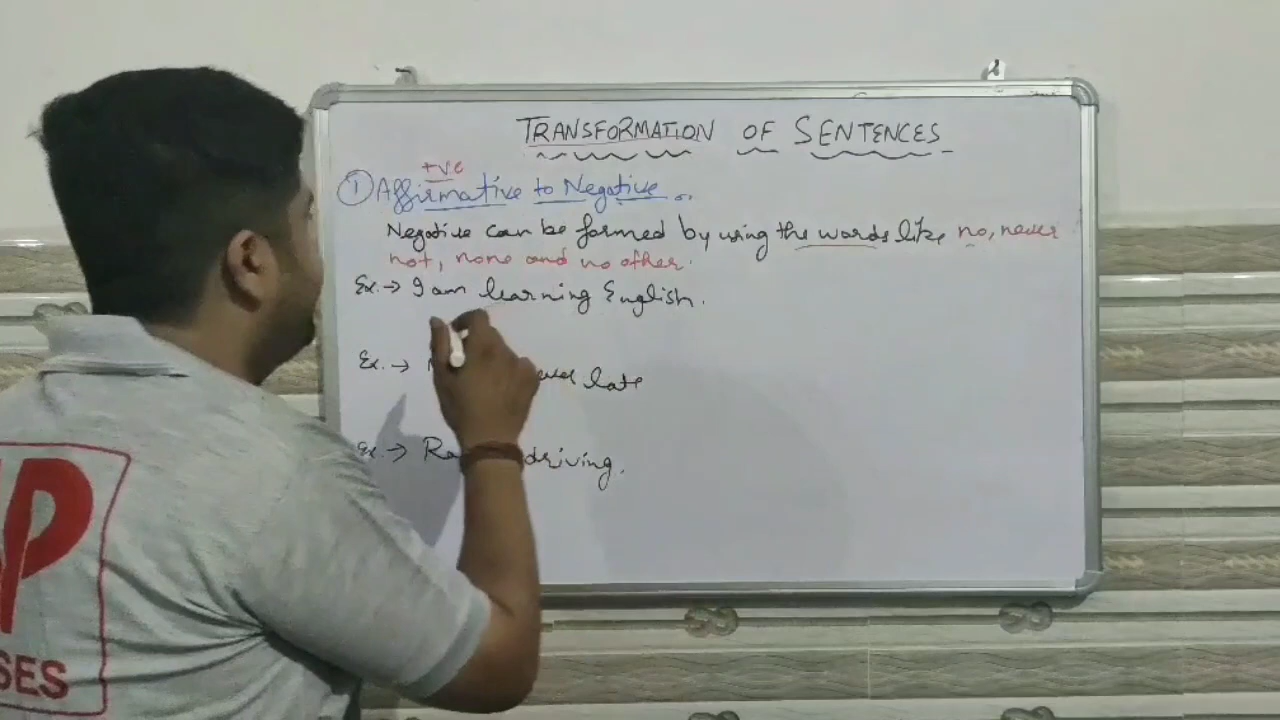 TRANSFORMATION OF SENTENCES
+ve
① Affirmative to Negative
Negative can be formed by using the words like no, never
not, none and no other.
Ex.→ I am learning English.
Ex.→ late
Ex.→ driving.
P
SES